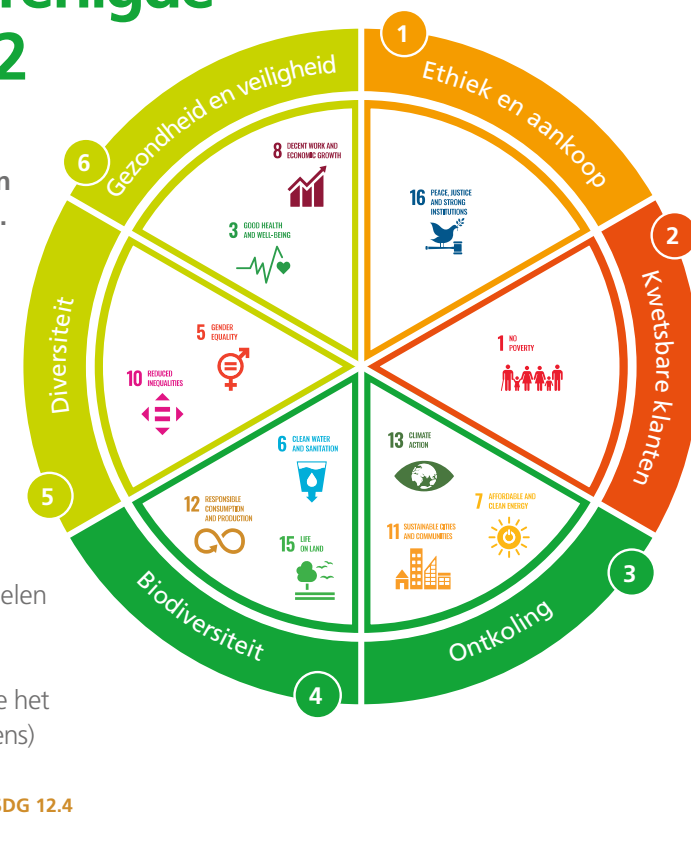 2
1
Ethiek en aankoop
2
Kwetsbare klanten
3
Ontkoling
4
Biodiversiteit
5
Diversiteit
6
Gezondheid en veiligheid
8 DECENT WORK AND
ECONOMIC GROWTH
3 GOOD HEALTH
AND WELL-BEING
16 PEACE, JUSTICE
AND STRONG
INSTITUTIONS
5 GENDER
EQUALITY
10 REDUCED
INEQUALITIES
1 NO
POVERTY
6 CLEAN WATER
AND SANITATION
12 RESPONSIBLE
CONSUMPTION
AND PRODUCTION
15 LIFE
ON LAND
13 CLIMATE
ACTION
7 AFFORDABLE AND
CLEAN ENERGY
11 SUSTAINABLE CITIES
AND COMMUNITIES
elen
e het
ens)
SDG 12.4